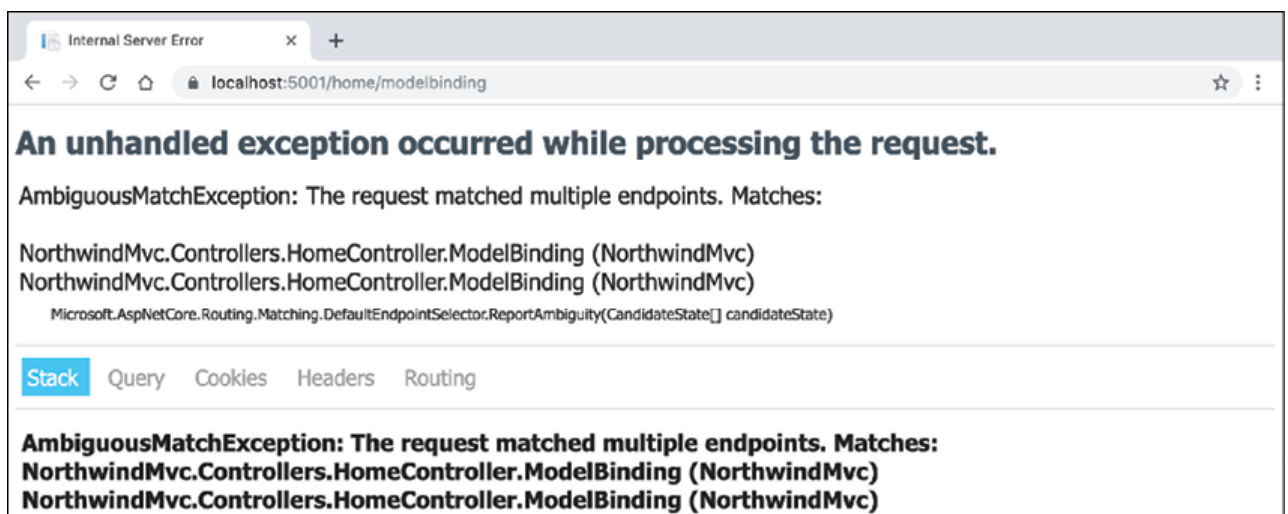 Internal Server Error
localhost:5001/home/modelbinding
An unhandled exception occurred while processing the request.
AmbiguousMatchException: The request matched multiple endpoints. Matches:
NorthwindMvc.Controllers.HomeController.ModelBinding (NorthwindMvc)
NorthwindMvc.Controllers.HomeController.ModelBinding (NorthwindMvc)
Microsoft.AspNetCore.Routing.Matching.DefaultEndpointSelector.ReportAmbiguity(CandidateState[] candidateState)
Stack Query Cookies Headers Routing
AmbiguousMatchException: The request matched multiple endpoints. Matches:
NorthwindMvc.Controllers.HomeController.ModelBinding (NorthwindMvc)
NorthwindMvc.Controllers.HomeController.ModelBinding (NorthwindMvc)